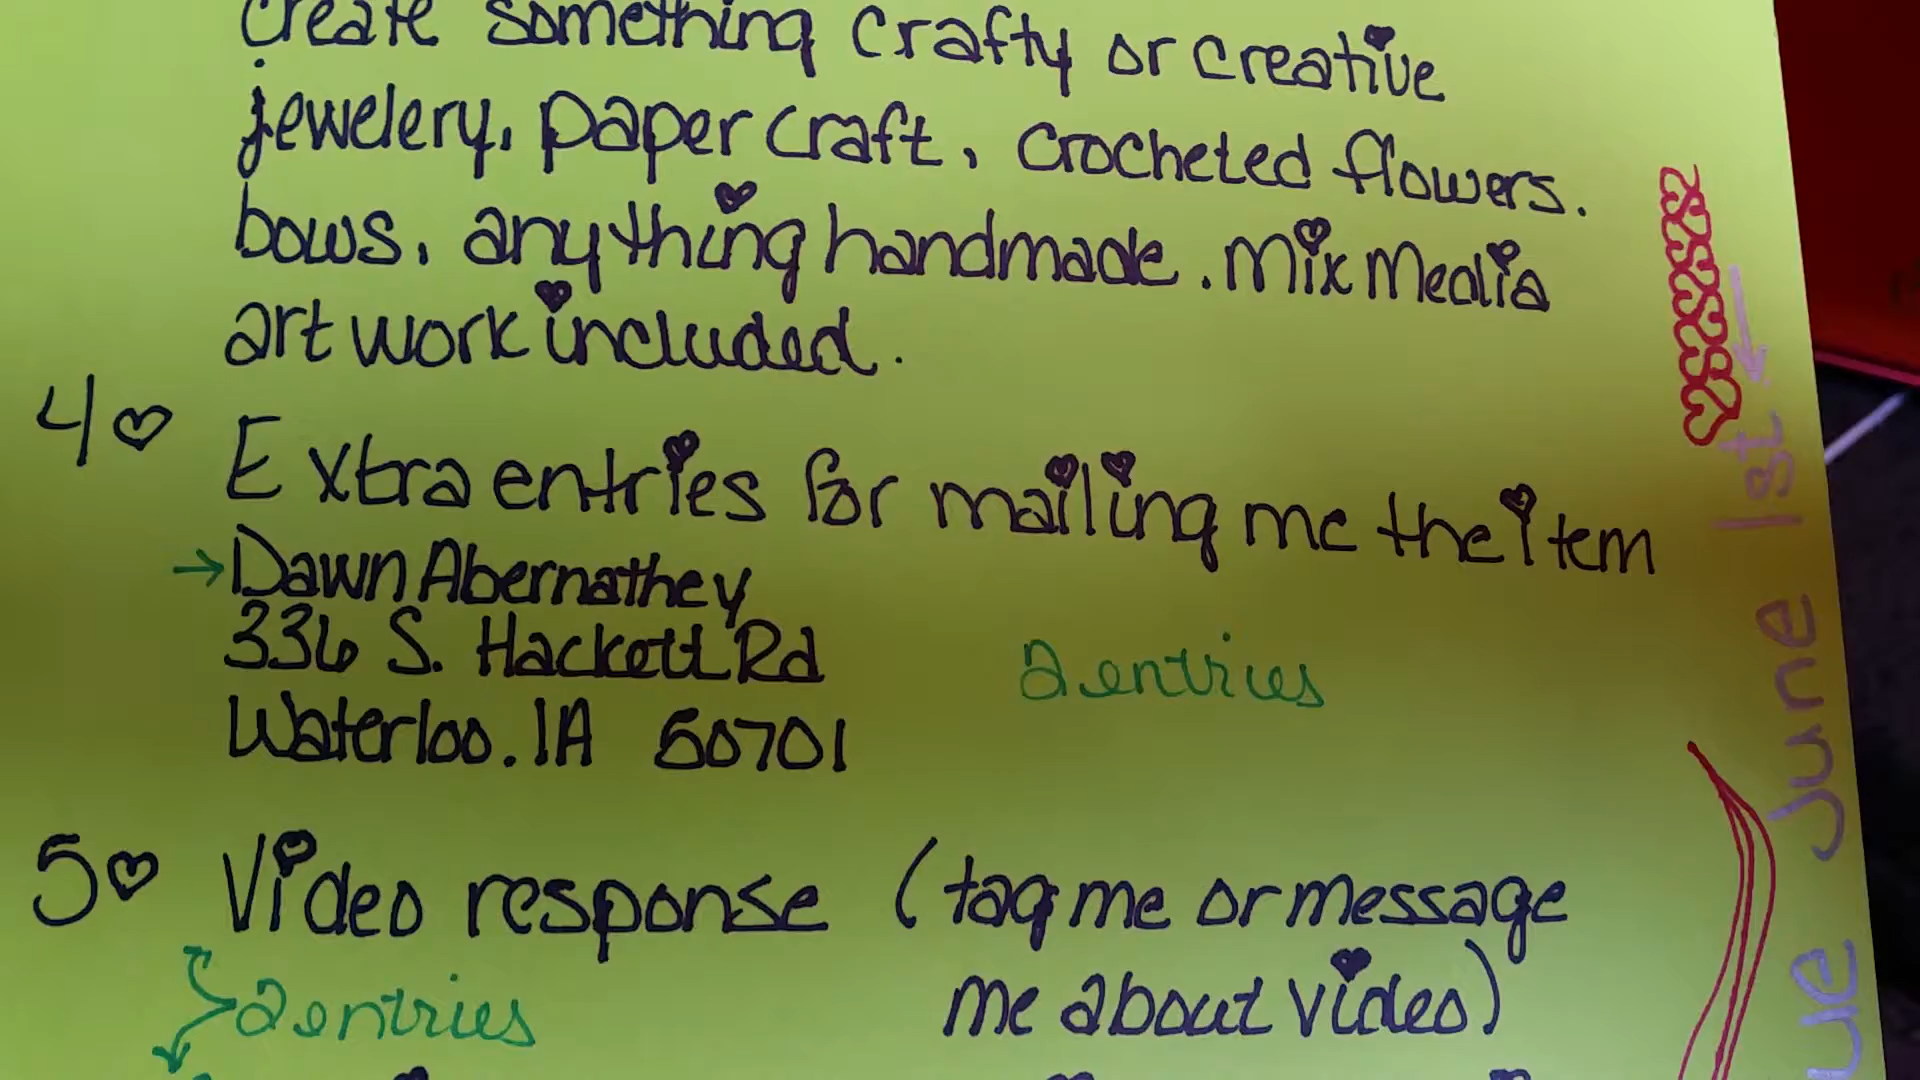 create something crafty or creative
jewelery, paper craft, crocheted flowers.
bows, anything handmade. Mix Media
art work included.
4♡ Extra entries for mailing me the item
→ Dawn Abernathey
336 S. Hackett Rd
2 entries
Waterloo. IA 50701
5♡ Video response (tag me or message
me about video)
2 entries
June 1st